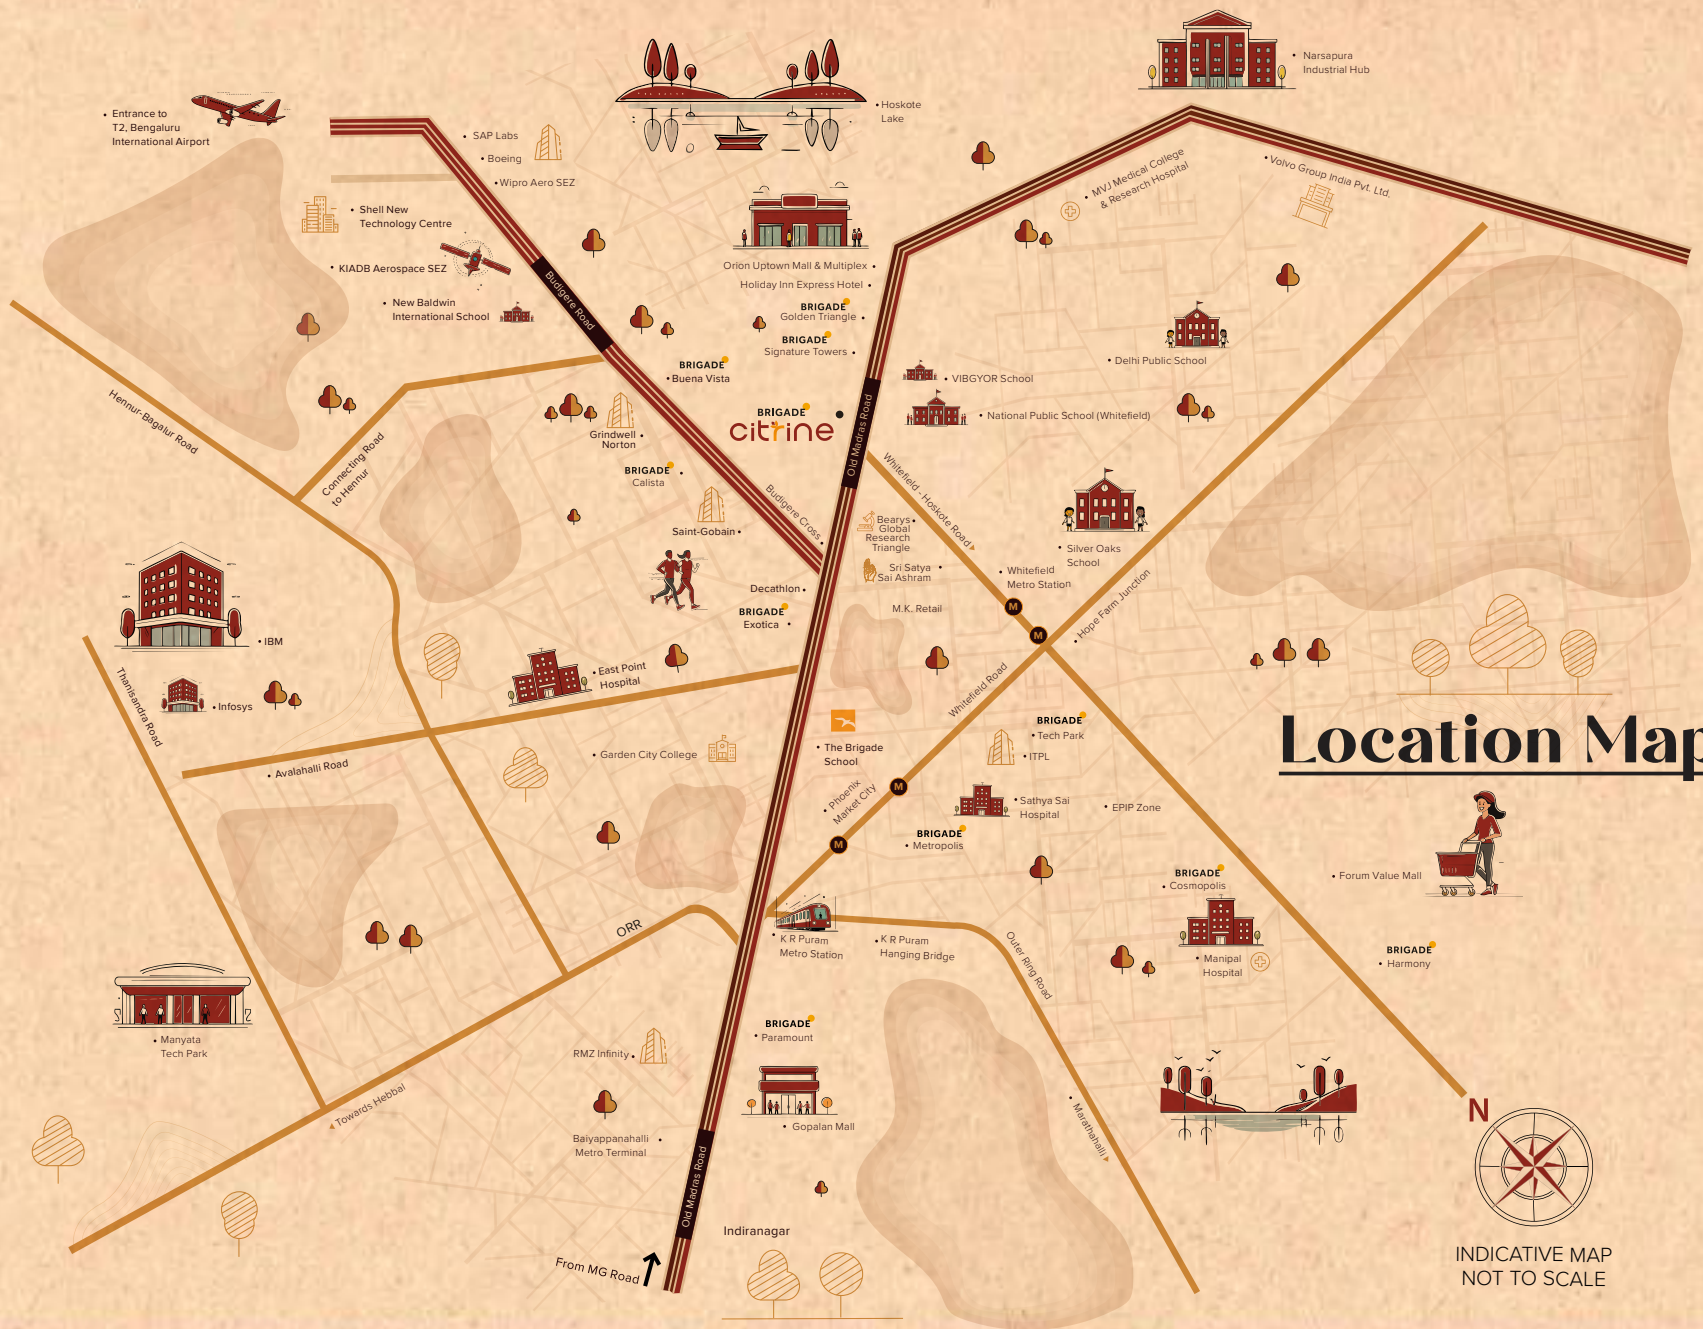 Narsapura
Industrial Hub
Hoskote
Lake
Entrance to
T2, Bengaluru
International Airport
SAP Labs
Boeing
Wipro Aero SEZ
MVJ Medical College
& Research Hospital
Volvo Group India Pvt. Ltd.
Shell New
Technology Centre
KIADB Aerospace SEZ
New Baldwin
International School
Budigere Road
Orion Uptown Mall & Multiplex
Holiday Inn Express Hotel
BRIGADE
Golden Triangle
BRIGADE
Signature Towers
BRIGADE
Buena Vista
Delhi Public School
VIBGYOR School
National Public School (Whitefield)
BRIGADE
citrine
Old Madras Road
Hennur-Bagalur Road
Connecting Road
to Hennur
Grindwell
Norton
BRIGADE
Calista
Saint-Gobain
Budigere Cross
Whitefield - Hoskote Road
Bearys
Global
Research
Triangle
Sri Satya
Sai Ashram
Silver Oaks
School
Whitefield
Metro Station
Decathlon
BRIGADE
Exotica
M.K. Retail
M
M
Hope Farm Junction
IBM
Infosys
Thanisandra Road
East Point
Hospital
Whitefield Road
Avalahalli Road
Garden City College
The Brigade
School
BRIGADE
Tech Park
ITPL
Location Map
Phoenix
Market City
M
M
Sathya Sai
Hospital
EPIP Zone
BRIGADE
Metropolis
BRIGADE
Cosmopolis
Forum Value Mall
ORR
K R Puram
Metro Station
K R Puram
Hanging Bridge
Outer Ring Road
Manipal
Hospital
BRIGADE
Harmony
Manyata
Tech Park
BRIGADE
Paramount
RMZ Infinity
Towards Hebbal
Gopalan Mall
Baiyappanahalli
Metro Terminal
Marathahalli
Old Madras Road
Indiranagar
From MG Road
N
INDICATIVE MAP
NOT TO SCALE